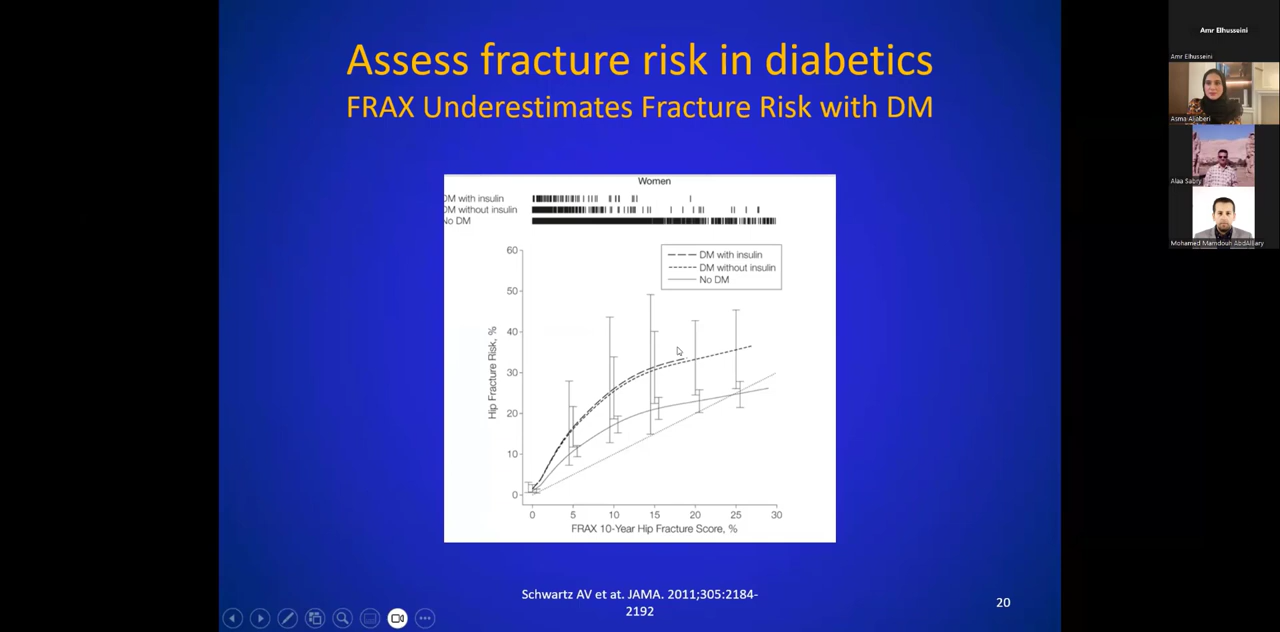 Assess fracture risk in diabetics
FRAX Underestimates Fracture Risk with DM
Women
DM with insulin
DM without insulin
No DM
60
50
40
30
20
10
0
Hip Fracture Risk, %
DM with insulin
DM without insulin
No DM
0 5 10 15 20 25 30
FRAX 10-Year Hip Fracture Score, %
Schwartz AV et at. JAMA. 2011;305:2184-
2192
20
Amr Elhusseini
Amr Elhusseini
Asma Aljaberi
Alaa Sabry
Mohamed Mamdouh AbdAlBary